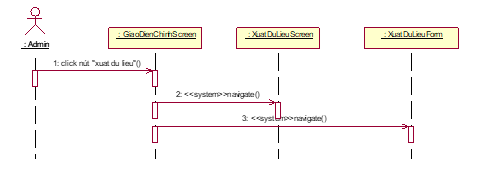 : Admin
: GiaoDienChinhScreen
: XuatDuLieuScreen
: XuatDuLieuForm
1: click nút "xuat du lieu"()
2: <<system>>navigate()
3: <<system>>navigate()